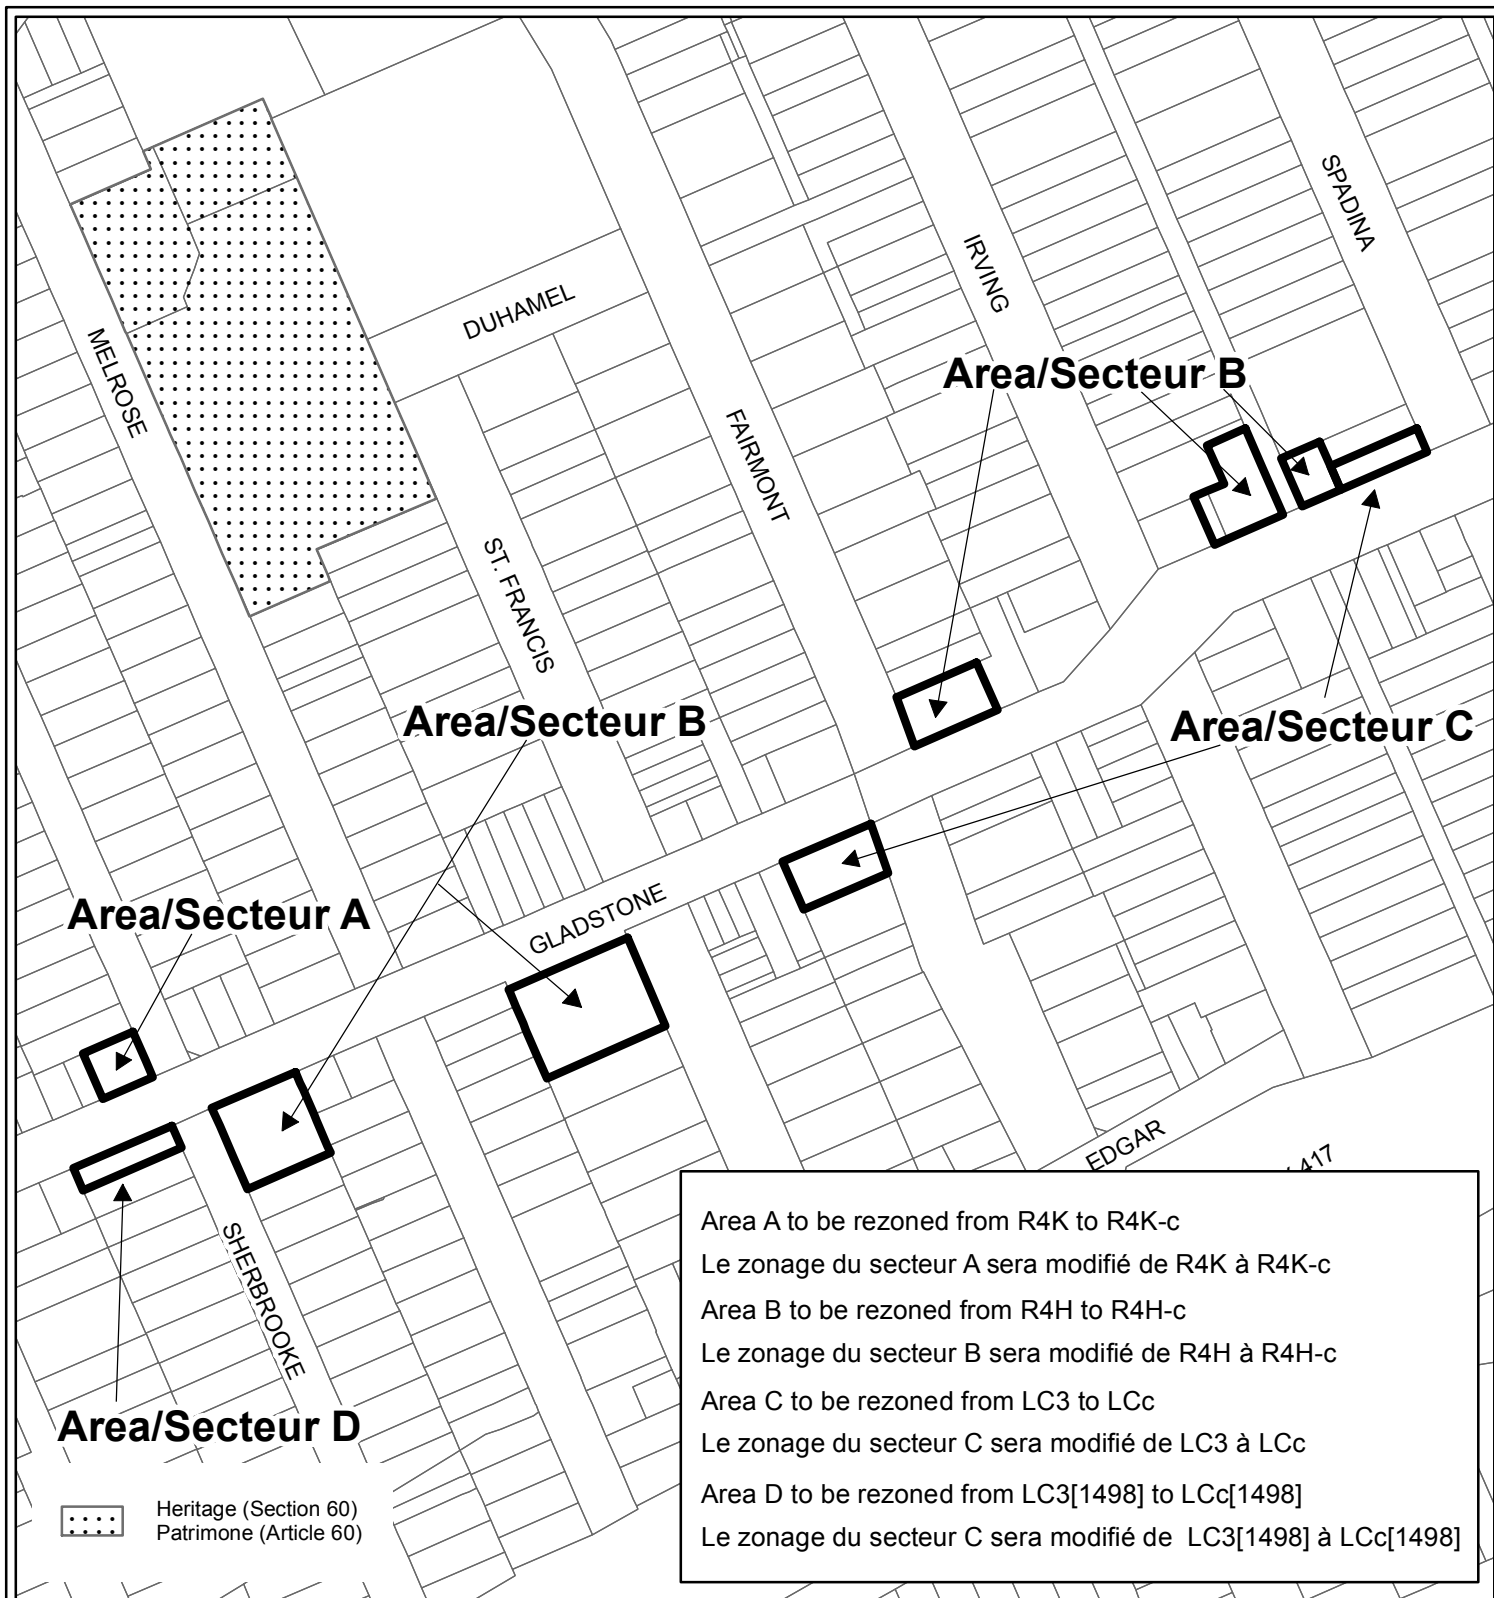 SPADINA
IRVING
DUHAMEL
MELROSE
Area/Secteur B
FAIRMONT
ST. FRANCIS
Area/Secteur B
Area/Secteur C
Area/Secteur A
GLADSTONE
EDGAR
417
SHERBROOKE
Area/Secteur D
Heritage (Section 60)
Patrimone (Article 60)
Area A to be rezoned from R4K to R4K-c
Le zonage du secteur A sera modifié de R4K à R4K-c
Area B to be rezoned from R4H to R4H-c
Le zonage du secteur B sera modifié de R4H à R4H-c
Area C to be rezoned from LC3 to LCc
Le zonage du secteur C sera modifié de LC3 à LCc
Area D to be rezoned from LC3[1498] to LCc[1498]
Le zonage du secteur C sera modifié de LC3[1498] à LCc[1498]